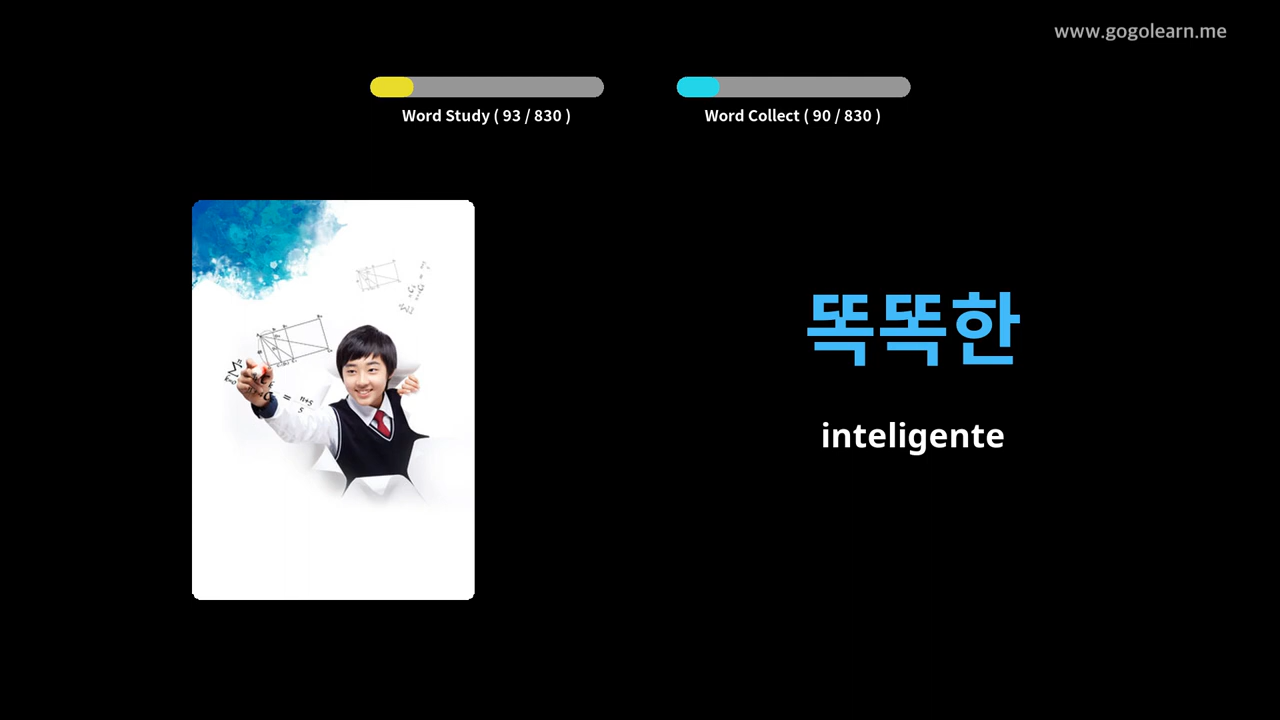 www.gogolearn.me
Word Study ( 93 / 830 )
Word Collect ( 90 / 830 )
똑똑한
inteligente